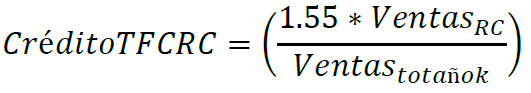 CréditoTFCRC = (1.55 * Ventas_RC / Ventas_totañok)